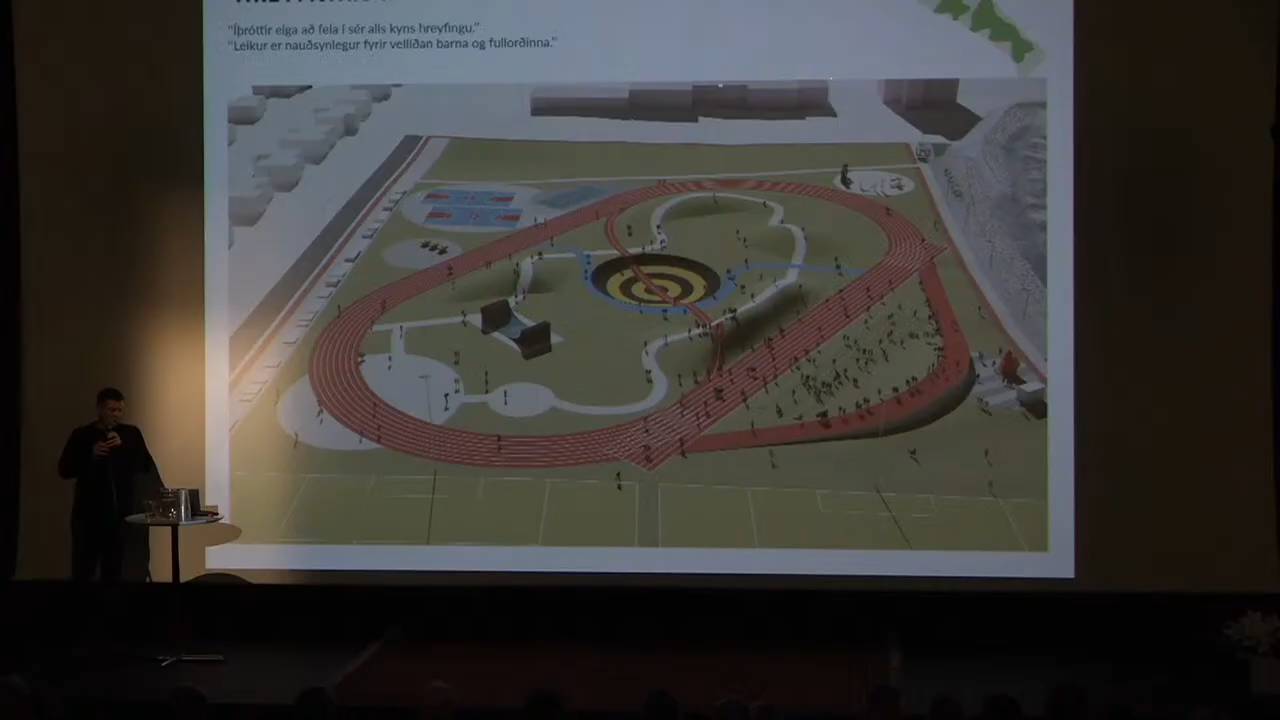 “Íþróttir eiga að fela í sér alls kyns hreyfingu.”
“Leikur er nauðsynlegur fyrir vellíðan barna og fullorðinna.”